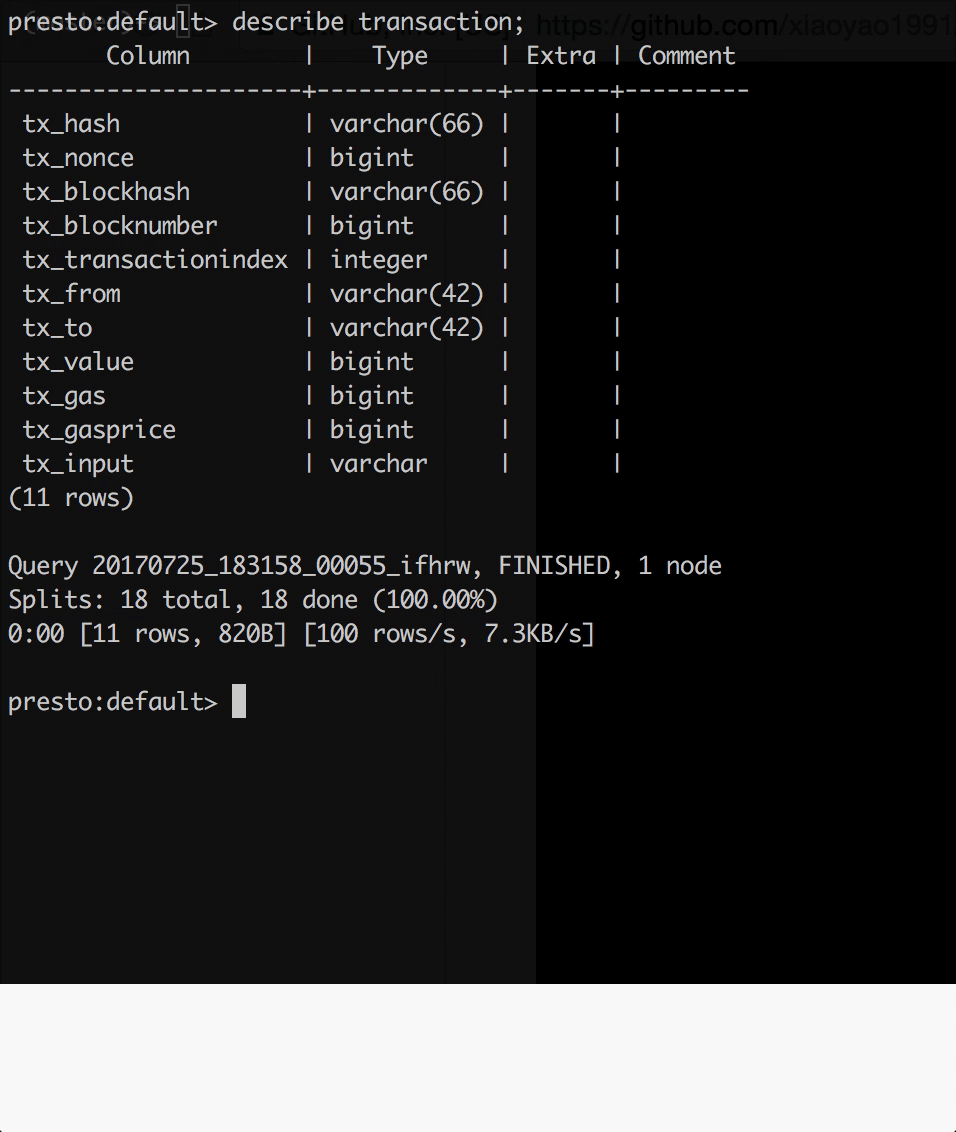 presto:default> describe transaction;
https://github.com/xiaoyao1991/
       Column        |    Type     | Extra | Comment
---------------------+-------------+-------+---------
 tx_hash             | varchar(66) |       |
 tx_nonce            | bigint      |       |
 tx_blockhash        | varchar(66) |       |
 tx_blocknumber      | bigint      |       |
 tx_transactionindex | integer     |       |
 tx_from             | varchar(42) |       |
 tx_to               | varchar(42) |       |
 tx_value            | bigint      |       |
 tx_gas              | bigint      |       |
 tx_gasprice         | bigint      |       |
 tx_input            | varchar     |       |
(11 rows)
Query 20170725_183158_00055_ifhrw, FINISHED, 1 node
Splits: 18 total, 18 done (100.00%)
0:00 [11 rows, 820B] [100 rows/s, 7.3KB/s]
presto:default>